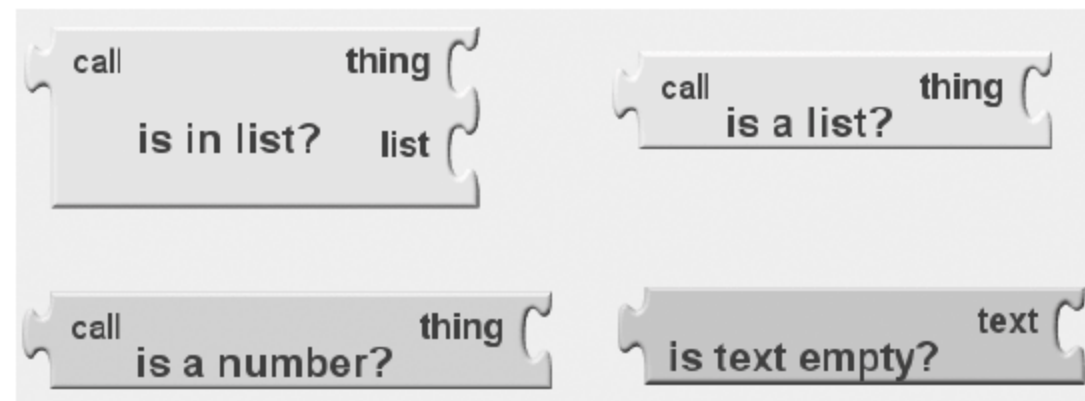 call thing
is in list? list
call thing
is a list?
call thing
is a number?
text
is text empty?